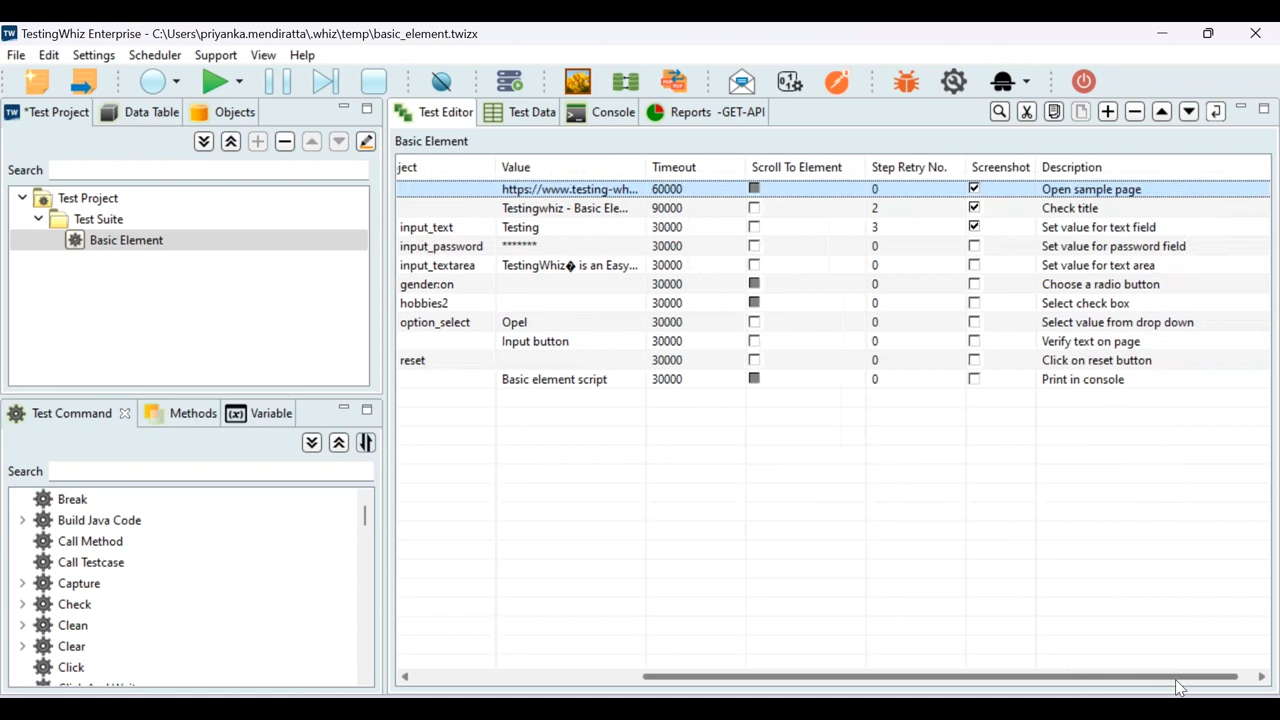 TestingWhiz Enterprise - C:\Users\priyanka.mendiratta\.whiz\temp\basic_element.twizx
File Edit Settings Scheduler Support View Help
*Test Project Data Table Objects
Search
Test Project
Test Suite
Basic Element
Test Command Methods (x) Variable
Search
Break
Build Java Code
Call Method
Call Testcase
Capture
Check
Clean
Clear
Click
Test Editor Test Data Console Reports -GET-API
Basic Element
ject Value Timeout Scroll To Element Step Retry No. Screenshot Description
https://www.testing-wh... 60000 0 Open sample page
Testingwhiz - Basic Ele... 90000 2 Check title
input_text Testing 30000 3 Set value for text field
input_password ******* 30000 0 Set value for password field
input_textarea TestingWhiz� is an Easy... 30000 0 Set value for text area
gender:on 30000 0 Choose a radio button
hobbies2 30000 0 Select check box
option_select Opel 30000 0 Select value from drop down
Input button 30000 0 Verify text on page
reset 30000 0 Click on reset button
Basic element script 30000 0 Print in console